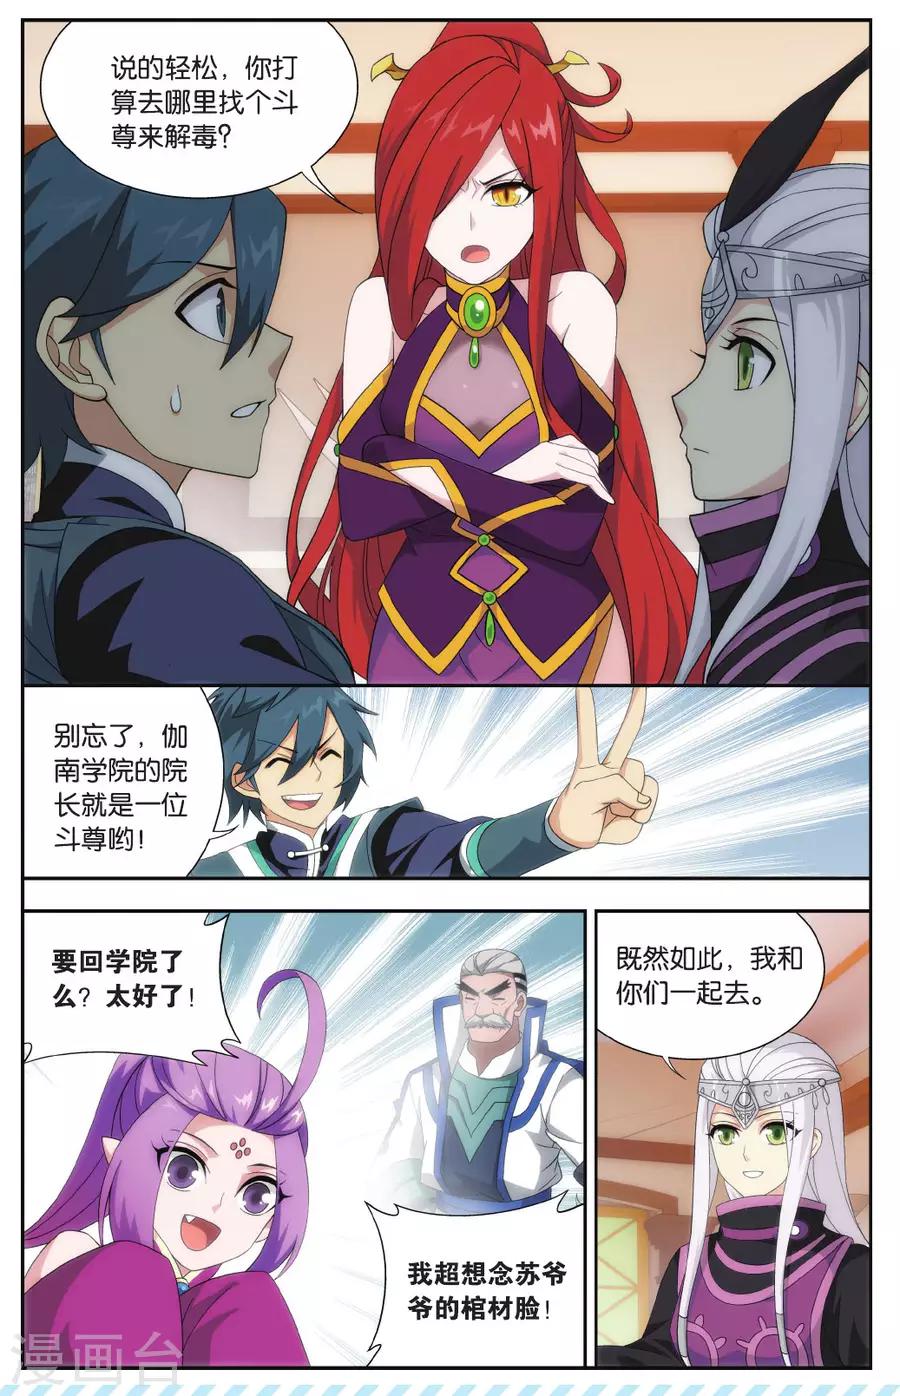 说的轻松，你打
算去哪里找个斗
尊来解毒？
别忘了，伽
南学院的院
长就是一位
斗尊哟！
要回学院了
么？太好了！
我超想念苏爷
爷的棺材脸！
既然如此，我和
你们一起去。
漫画台